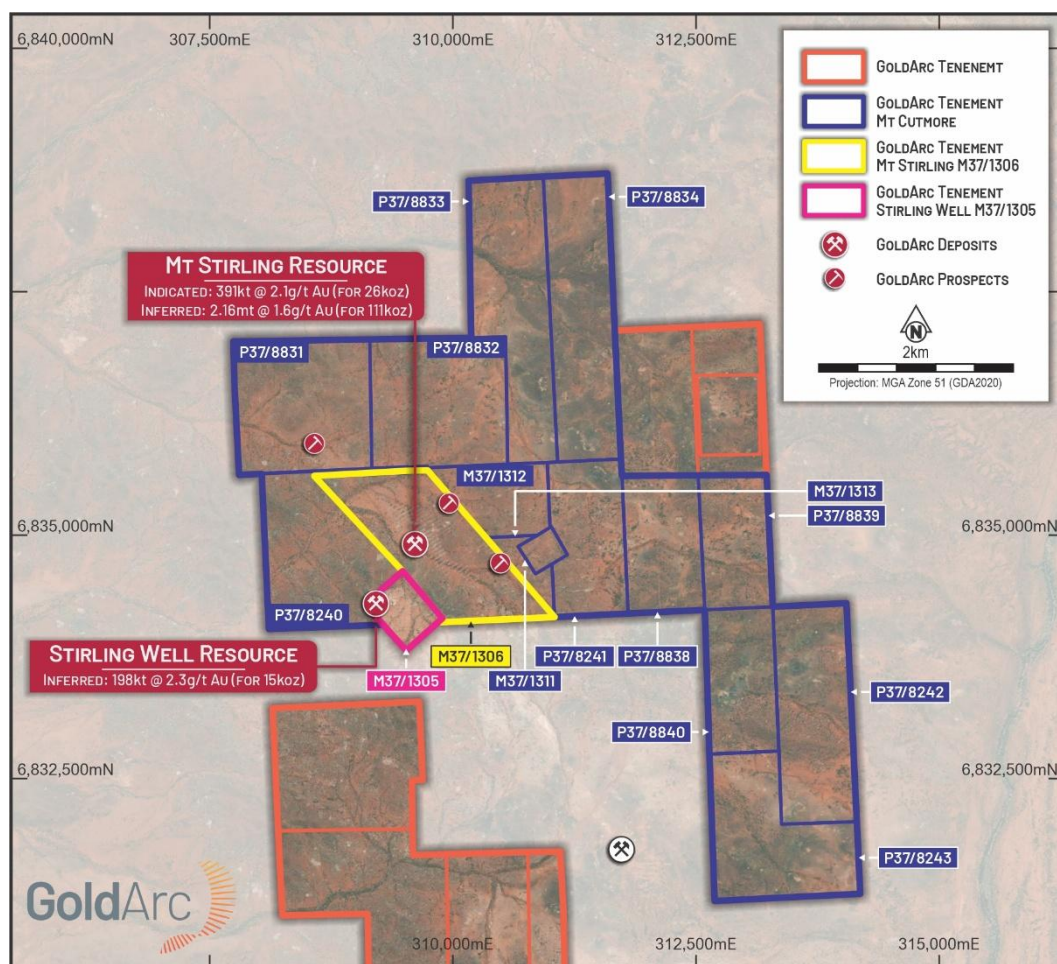 307,500mE
310,000mE
312,500mE
6,840,000mN
GoldArc Tenenemt
GoldArc Tenement
Mt Cutmore
GoldArc Tenement
Mt Stirling M37/1306
GoldArc Tenement
Stirling Well M37/1305
GoldArc Deposits
GoldArc Prospects
N
2km
Projection: MGA Zone 51 (GDA2020)
P37/8833
P37/8834
Mt Stirling Resource
Indicated: 391kt @ 2.1g/t Au (for 26koz)
Inferred: 2.16mt @ 1.6g/t Au (for 111koz)
P37/8831
P37/8832
M37/1312
M37/1313
P37/8839
6,835,000mN
6,835,000mN
P37/8240
Stirling Well Resource
Inferred: 198kt @ 2.3g/t Au (for 15koz)
M37/1306
P37/8241
P37/8838
M37/1305
M37/1311
P37/8242
P37/8840
6,832,500mN
6,832,500mN
P37/8243
GoldArc
310,000mE
312,500mE
315,000mE